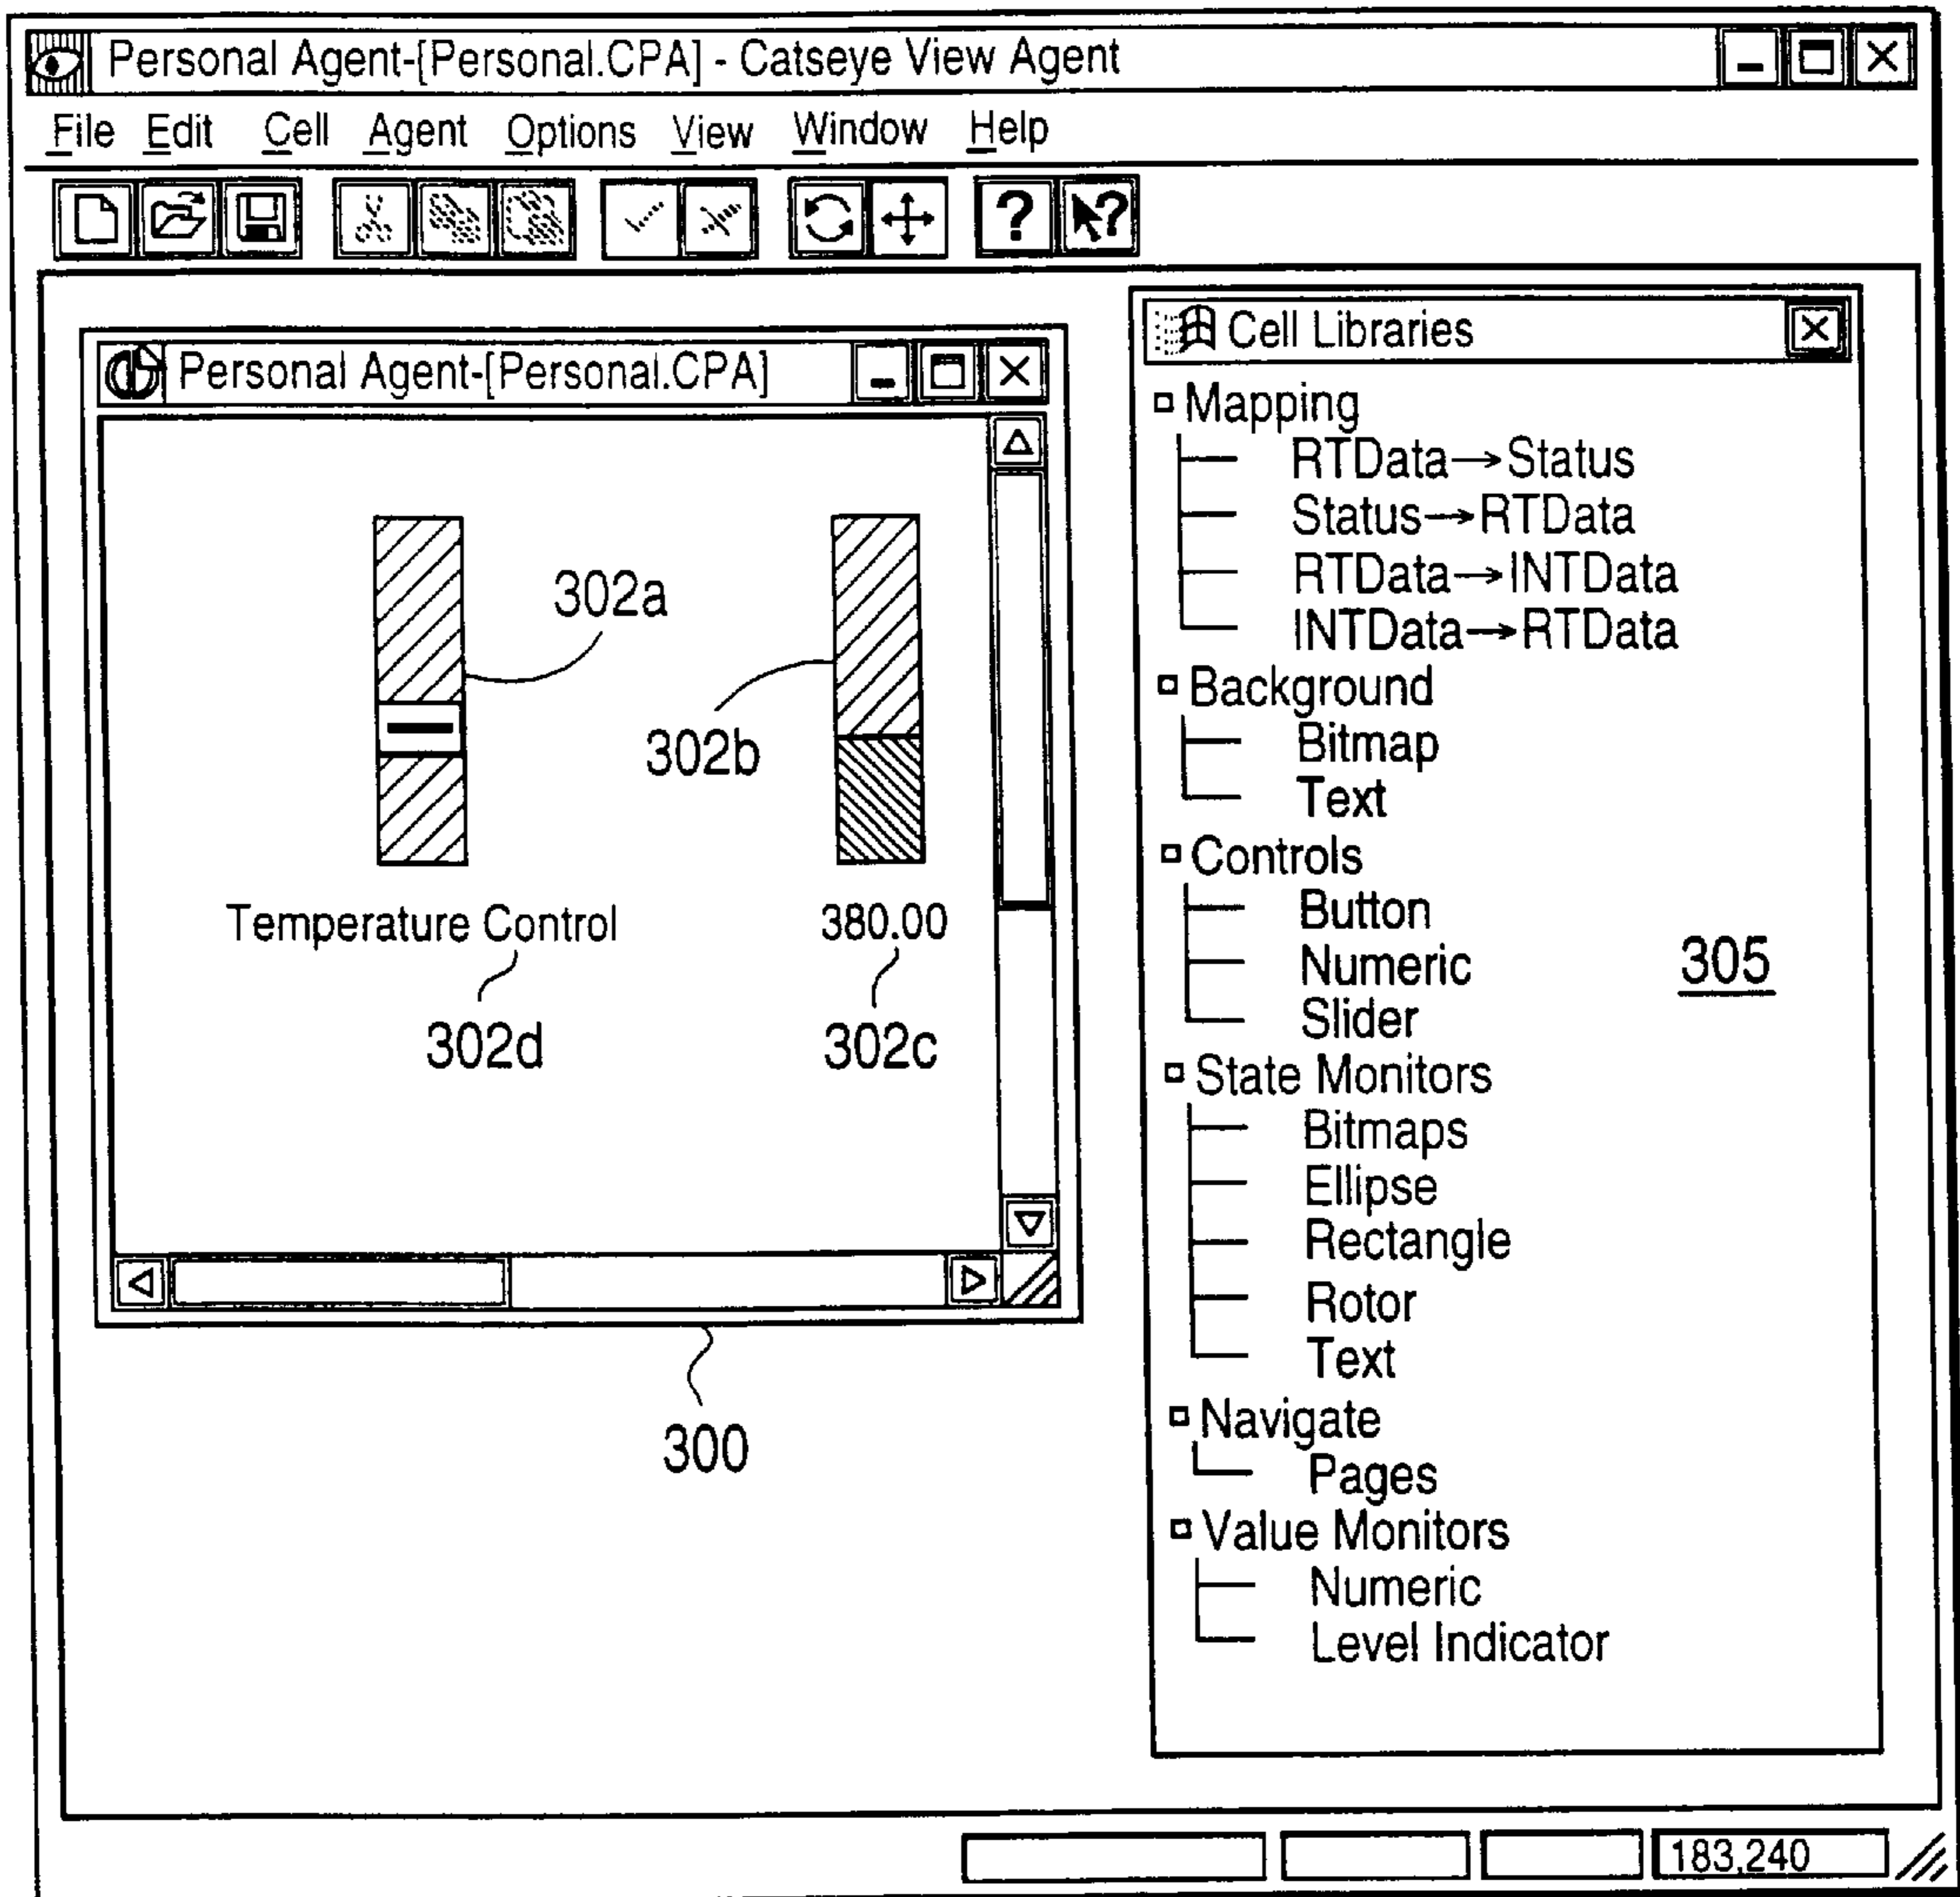 Personal Agent-[Personal.CPA] - Catseye View Agent
File Edit Cell Agent Options View Window Help
? ?
Personal Agent-[Personal.CPA]
302a
302b
Temperature Control
380.00
302d
302c
300
Cell Libraries
Mapping
RTData→Status
Status→RTData
RTData→INTData
INTData→RTData
Background
Bitmap
Text
Controls
Button
Numeric
Slider
305
State Monitors
Bitmaps
Ellipse
Rectangle
Rotor
Text
Navigate
Pages
Value Monitors
Numeric
Level Indicator
183,240